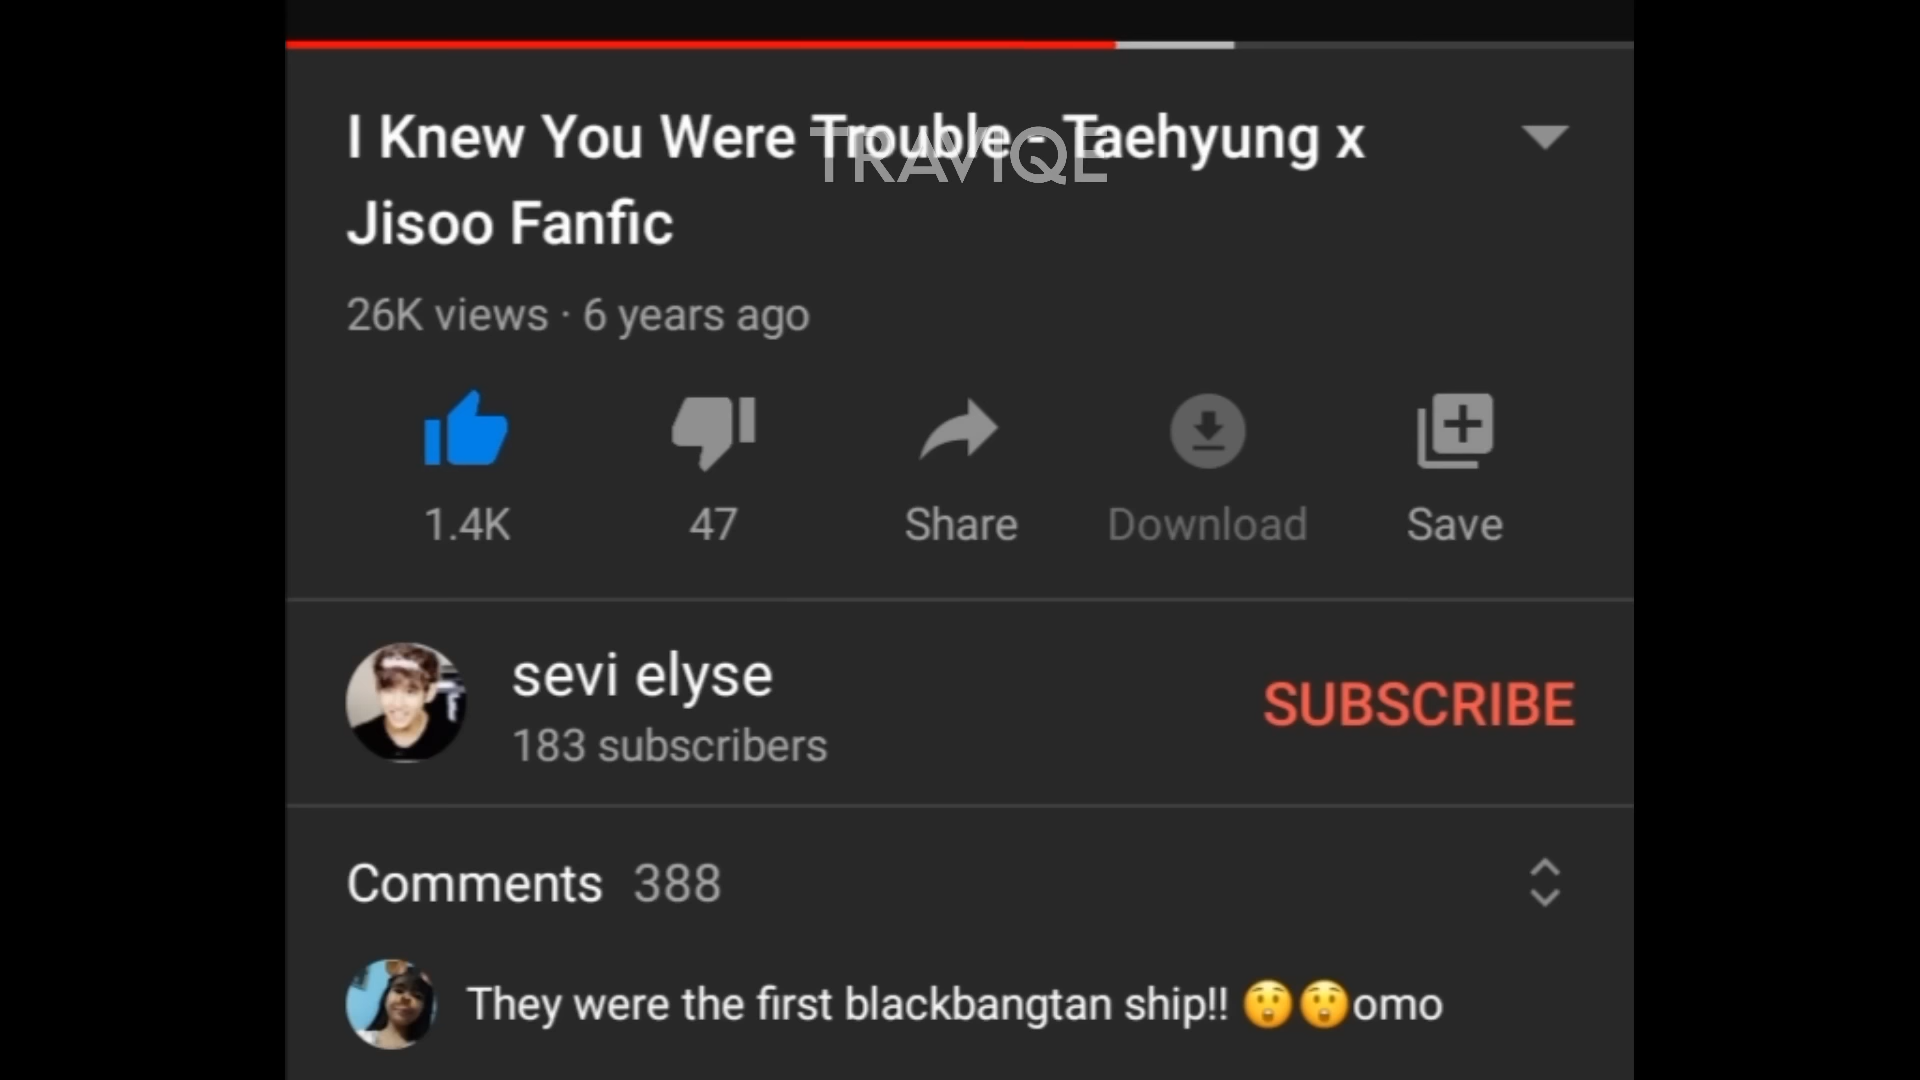 I Knew You Were Trouble - Taehyung x
TRAVIQE
Jisoo Fanfic
26K views · 6 years ago
1.4K
47
Share
Download
Save
sevi elyse
183 subscribers
SUBSCRIBE
Comments 388
They were the first blackbangtan ship!! 😲😲omo